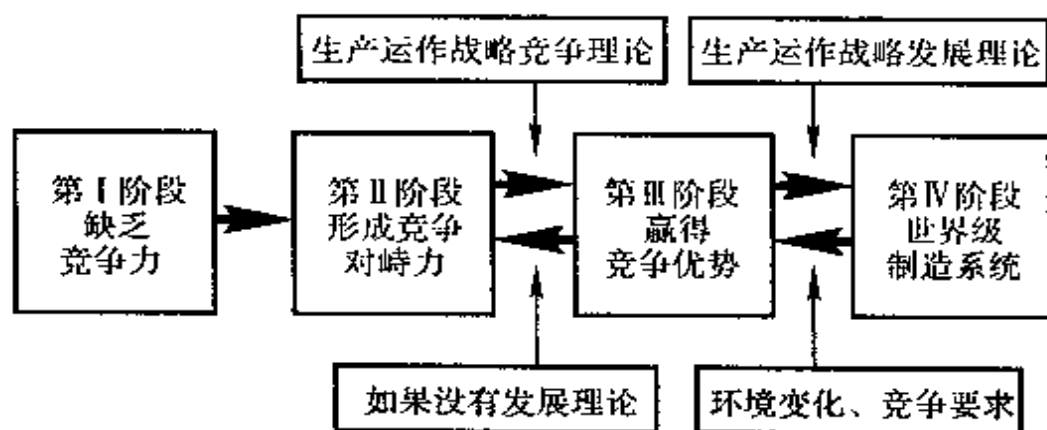 生产运作战略竞争理论
生产运作战略发展理论
第Ⅰ阶段
缺乏
竞争力
第Ⅱ阶段
形成竞争
对峙力
第Ⅲ阶段
赢得
竞争优势
第Ⅳ阶段
世界级
制造系统
如果没有发展理论
环境变化、竞争要求